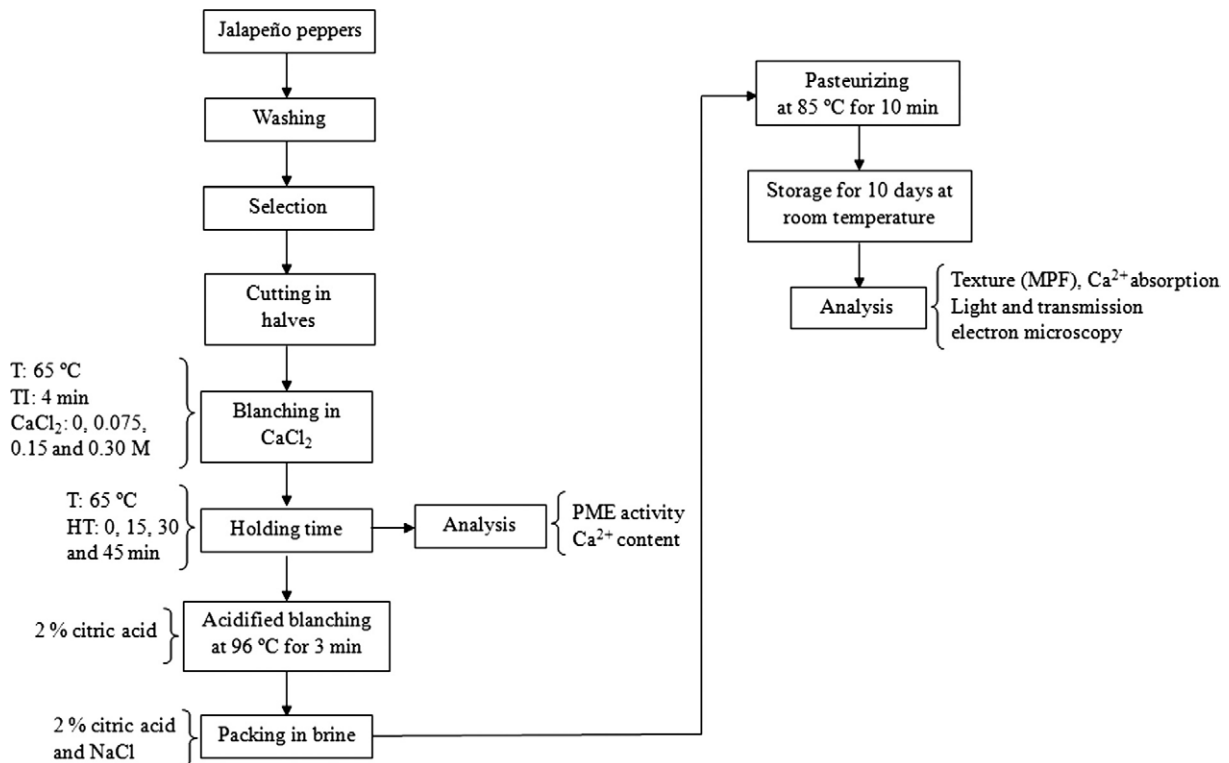 Jalapeño peppers
Washing
Selection
Cutting in
halves
T: 65 ºC
TI: 4 min
CaCl₂: 0, 0.075,
0.15 and 0.30 M
Blanching in
CaCl₂
T: 65 ºC
HT: 0, 15, 30
and 45 min
Holding time
Analysis
PME activity
Ca²⁺ content
2 % citric acid
Acidified blanching
at 96 ºC for 3 min
2 % citric acid
and NaCl
Packing in brine
Pasteurizing
at 85 ºC for 10 min
Storage for 10 days at
room temperature
Analysis
Texture (MPF), Ca²⁺ absorption
Light and transmission
electron microscopy